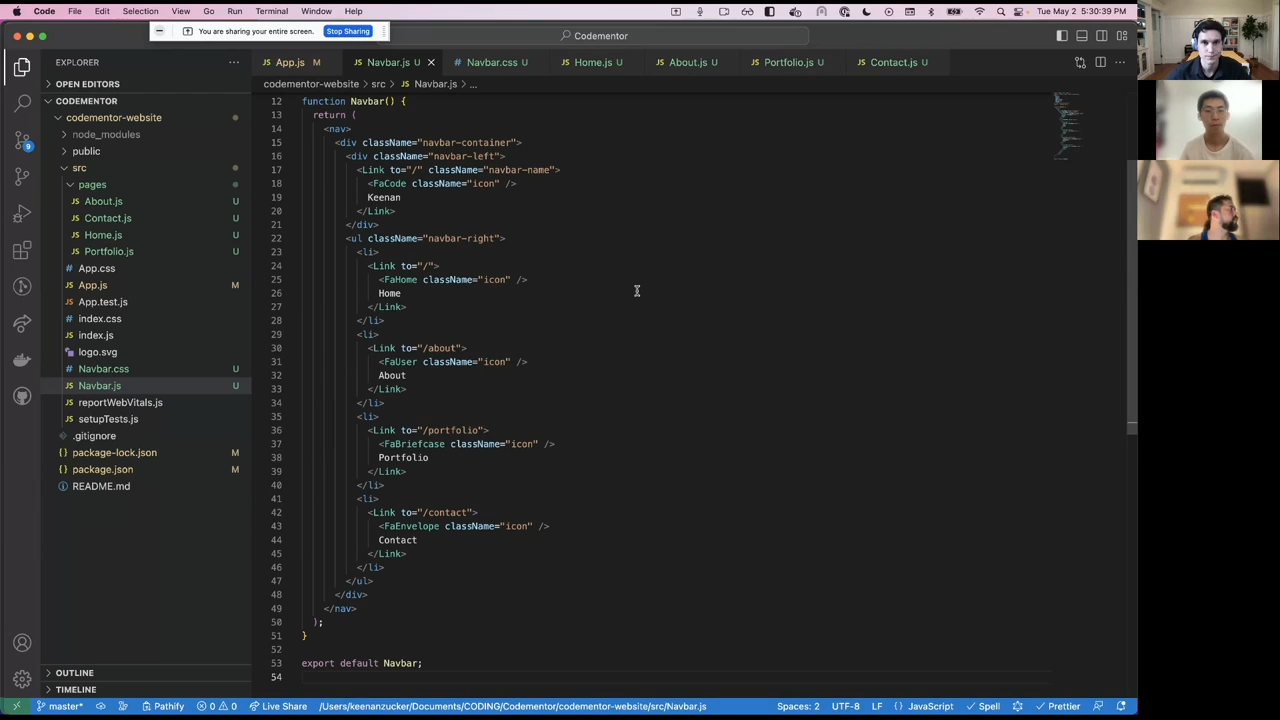 Code File Edit Selection View Go Run Terminal Window Help
Tue May 2 5:30:39 PM
You are sharing your entire screen. Stop Sharing
Codementor
EXPLORER
OPEN EDITORS
CODEMENTOR
codementor-website
node_modules
public
src
pages
About.js U
Contact.js U
Home.js U
Portfolio.js U
App.css
App.js M
App.test.js
index.css
index.js
logo.svg
Navbar.css U
Navbar.js U
reportWebVitals.js
setupTests.js
.gitignore
package-lock.json M
package.json M
README.md
OUTLINE
TIMELINE
9
App.js M Navbar.js U Navbar.css U Home.js U About.js U Portfolio.js U Contact.js U
codementor-website > src > JS Navbar.js > ...
12 function Navbar() {
13 return (
14 <nav>
15 <div className="navbar-container">
16 <div className="navbar-left">
17 <Link to="/" className="navbar-name">
18 <FaCode className="icon" />
19 Keenan
20 </Link>
21 </div>
22 <ul className="navbar-right">
23 <li>
24 <Link to="/">
25 <FaHome className="icon" />
26 Home
27 </Link>
28 </li>
29 <li>
30 <Link to="/about">
31 <FaUser className="icon" />
32 About
33 </Link>
34 </li>
35 <li>
36 <Link to="/portfolio">
37 <FaBriefcase className="icon" />
38 Portfolio
39 </Link>
40 </li>
41 <li>
42 <Link to="/contact">
43 <FaEnvelope className="icon" />
44 Contact
45 </Link>
46 </li>
47 </ul>
48 </div>
49 </nav>
50 );
51 }
52
53 export default Navbar;
54
master* Pathify 0 0 Live Share /Users/keenanzucker/Documents/CODING/Codementor/codementor-website/src/Navbar.js Spaces: 2 UTF-8 LF {} JavaScript Spell Prettier